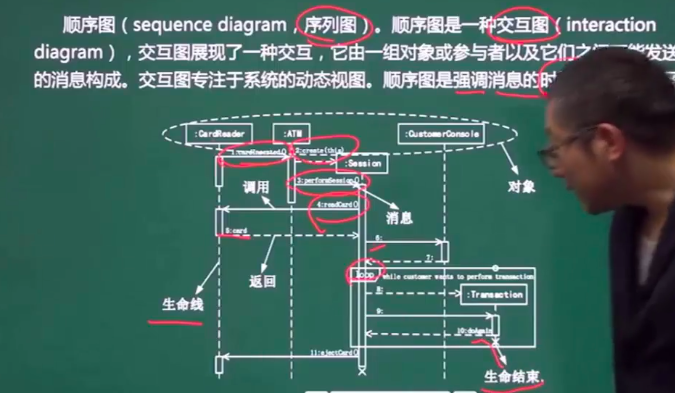 顺序图（sequence diagram，序列图）。顺序图是一种交互图（interaction
diagram），交互图展现了一种交互，它由一组对象或参与者以及它们之间可能发送
的消息构成。交互图专注于系统的动态视图。顺序图是强调消息的时
:CardReader :ATM :CustomerConsole
1:cardInserted() 2:create(this)
:Session
3:performSession()
对象
调用
4:readCard()
消息
5:card
6:
7:
返回
loop while customer wants to perform transaction
8:
:Transaction
生命线
9:
10:doAgain
11:ejectCard()
生命结束